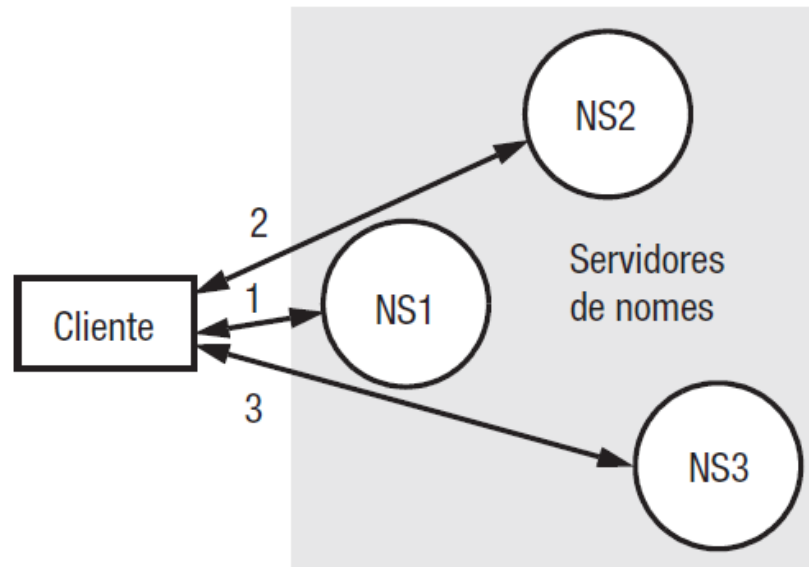 NS2
2
Servidores
de nomes
1
Cliente
NS1
3
NS3